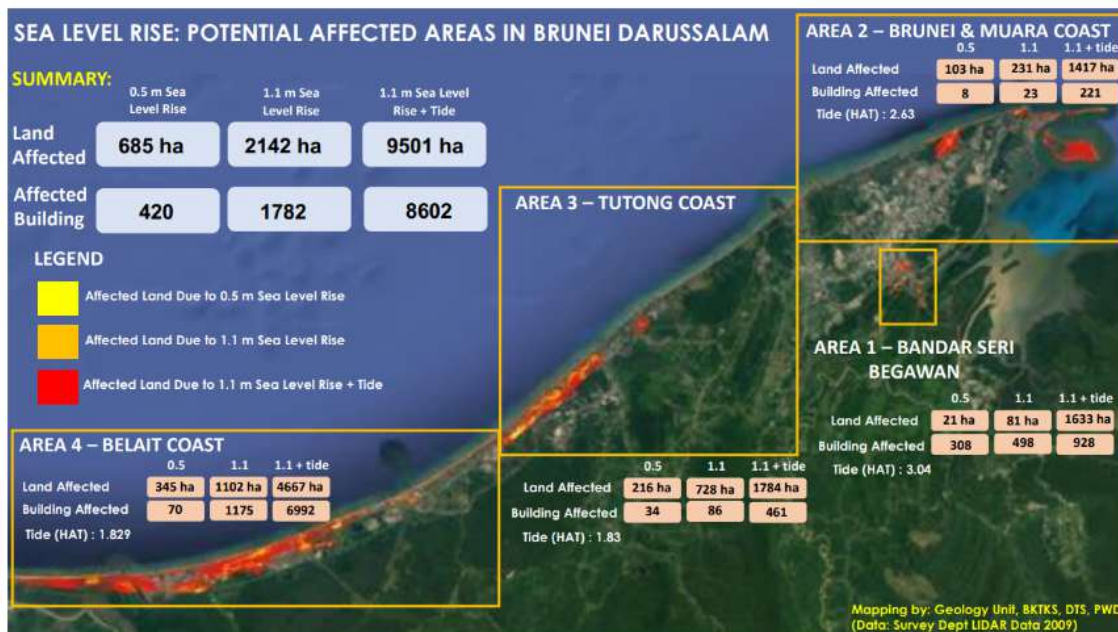 SEA LEVEL RISE: POTENTIAL AFFECTED AREAS IN BRUNEI DARUSSALAM
SUMMARY:
0.5 m Sea
Level Rise
1.1 m Sea
Level Rise
1.1 m Sea Level
Rise + Tide
Land
Affected
685 ha
2142 ha
9501 ha
Affected
Building
420
1782
8602
LEGEND
Affected Land Due to 0.5 m Sea Level Rise
Affected Land Due to 1.1 m Sea Level Rise
Affected Land Due to 1.1 m Sea Level Rise + Tide
AREA 2 – BRUNEI & MUARA COAST
0.5 1.1 1.1 + tide
Land Affected 103 ha 231 ha 1417 ha
Building Affected 8 23 221
Tide (HAT) : 2.63
AREA 3 – TUTONG COAST
0.5 1.1 1.1 + tide
Land Affected 216 ha 728 ha 1784 ha
Building Affected 34 86 461
Tide (HAT) : 1.83
AREA 1 – BANDAR SERI
BEGAWAN
0.5 1.1 1.1 + tide
Land Affected 21 ha 81 ha 1633 ha
Building Affected 308 498 928
Tide (HAT) : 3.04
AREA 4 – BELAIT COAST
0.5 1.1 1.1 + tide
Land Affected 345 ha 1102 ha 4667 ha
Building Affected 70 1175 6992
Tide (HAT) : 1.829
Mapping by: Geology Unit, BKTKS, DTS, PWD
(Data: Survey Dept LIDAR Data 2009)